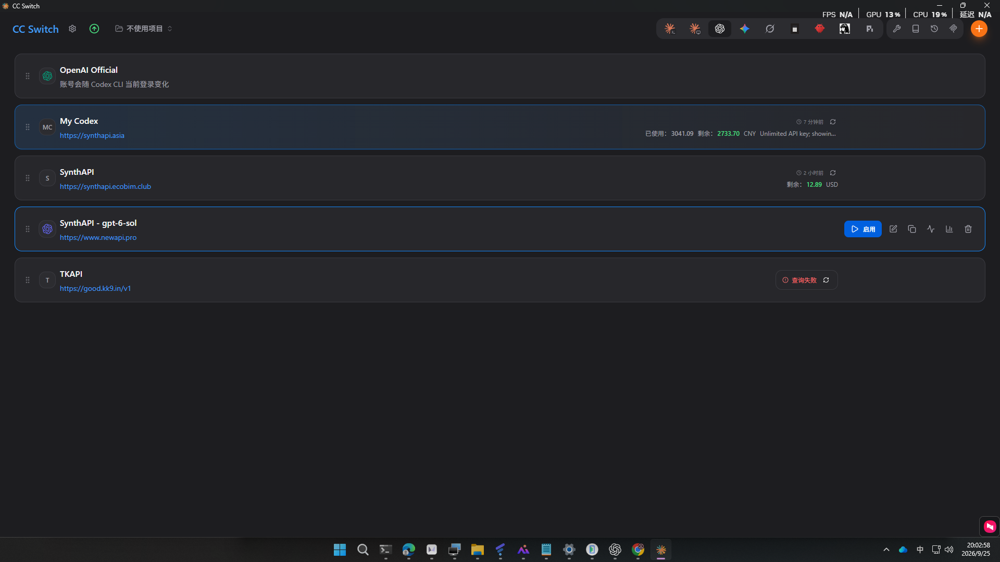 CC Switch
FPS N/A GPU 13% CPU 19% 延迟 N/A
CC Switch 不使用项目
OpenAI Official
账号会随 Codex CLI 当前登录变化
MC
My Codex
https://synthapi.asia
7 分钟前
已使用： 3041.09 剩余： 2733.70 CNY Unlimited API key; showin...
S
SynthAPI
https://synthapi.ecobim.club
2 小时前
剩余： 12.89 USD
SynthAPI - gpt-6-sol
https://www.newapi.pro
启用
T
TKAPI
https://good.kk9.in/v1
查询失败
中
20:02:58
2026/9/25